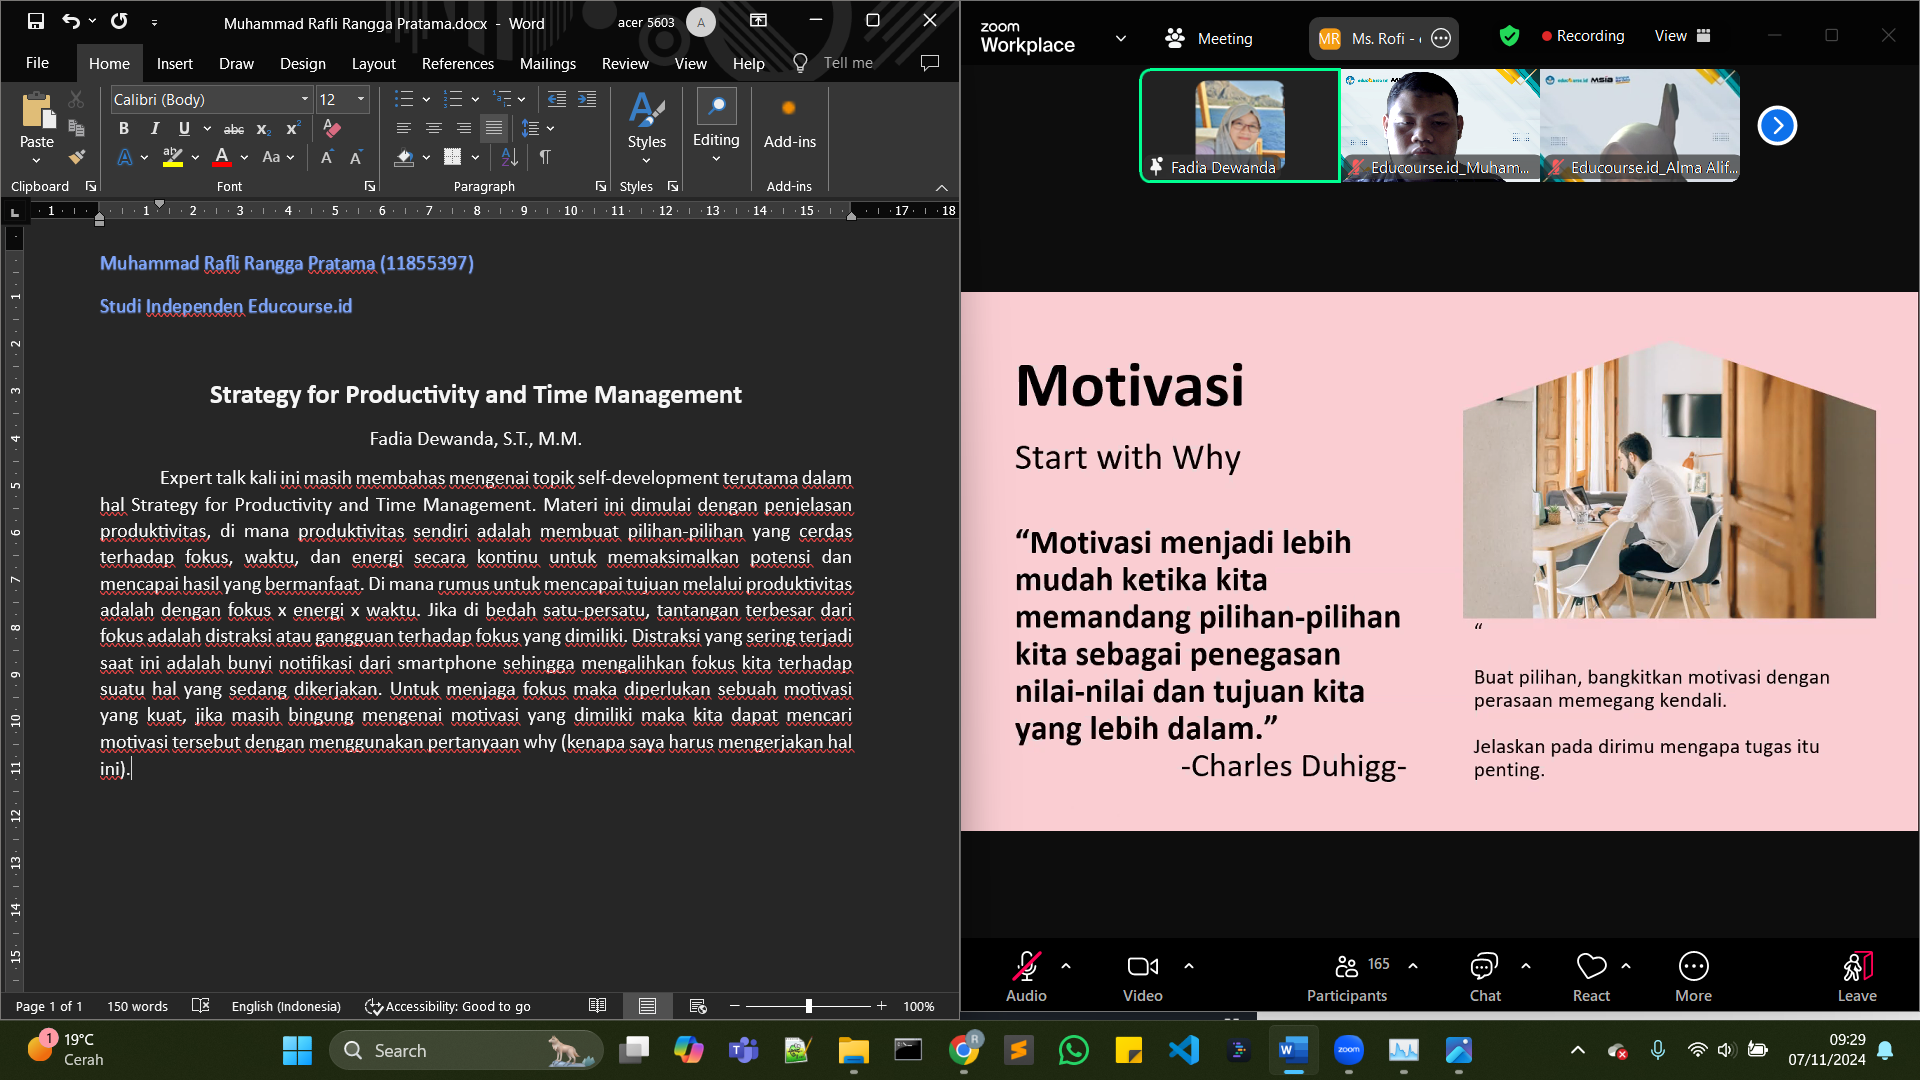 Muhammad Rafli Rangga Pratama.docx - Word
acer 5603
A
File
Home
Insert
Draw
Design
Layout
References
Mailings
Review
View
Help
Tell me
Paste
Clipboard
Calibri (Body)
12
Font
Paragraph
Styles
Styles
Editing
Add-ins
Add-ins
Muhammad Rafli Rangga Pratama (11855397)
Studi Independen Educourse.id
Strategy for Productivity and Time Management
Fadia Dewanda, S.T., M.M.
Expert talk kali ini masih membahas mengenai topik self-development terutama dalam
hal Strategy for Productivity and Time Management. Materi ini dimulai dengan penjelasan
produktivitas, di mana produktivitas sendiri adalah membuat pilihan-pilihan yang cerdas
terhadap fokus, waktu, dan energi secara kontinu untuk memaksimalkan potensi dan
mencapai hasil yang bermanfaat. Di mana rumus untuk mencapai tujuan melalui produktivitas
adalah dengan fokus x energi x waktu. Jika di bedah satu-persatu, tantangan terbesar dari
fokus adalah distraksi atau gangguan terhadap fokus yang dimiliki. Distraksi yang sering terjadi
saat ini adalah bunyi notifikasi dari smartphone sehingga mengalihkan fokus kita terhadap
suatu hal yang sedang dikerjakan. Untuk menjaga fokus maka diperlukan sebuah motivasi
yang kuat, jika masih bingung mengenai motivasi yang dimiliki maka kita dapat mencari
motivasi tersebut dengan menggunakan pertanyaan why (kenapa saya harus mengerjakan hal
ini).
Page 1 of 1
150 words
English (Indonesia)
Accessibility: Good to go
100%
zoom
Workplace
Meeting
MR
Ms. Rofi -
Recording
View
Fadia Dewanda
Educourse.id_Muham...
Educourse.id_Alma Alif...
Motivasi
Start with Why
“Motivasi menjadi lebih
mudah ketika kita
memandang pilihan-pilihan
kita sebagai penegasan
nilai-nilai dan tujuan kita
yang lebih dalam.”
-Charles Duhigg-
“
Buat pilihan, bangkitkan motivasi dengan
perasaan memegang kendali.
Jelaskan pada dirimu mengapa tugas itu
penting.
Audio
Video
Participants
165
Chat
React
More
Leave
1
19°C
Cerah
Search
zoom
09:29
07/11/2024